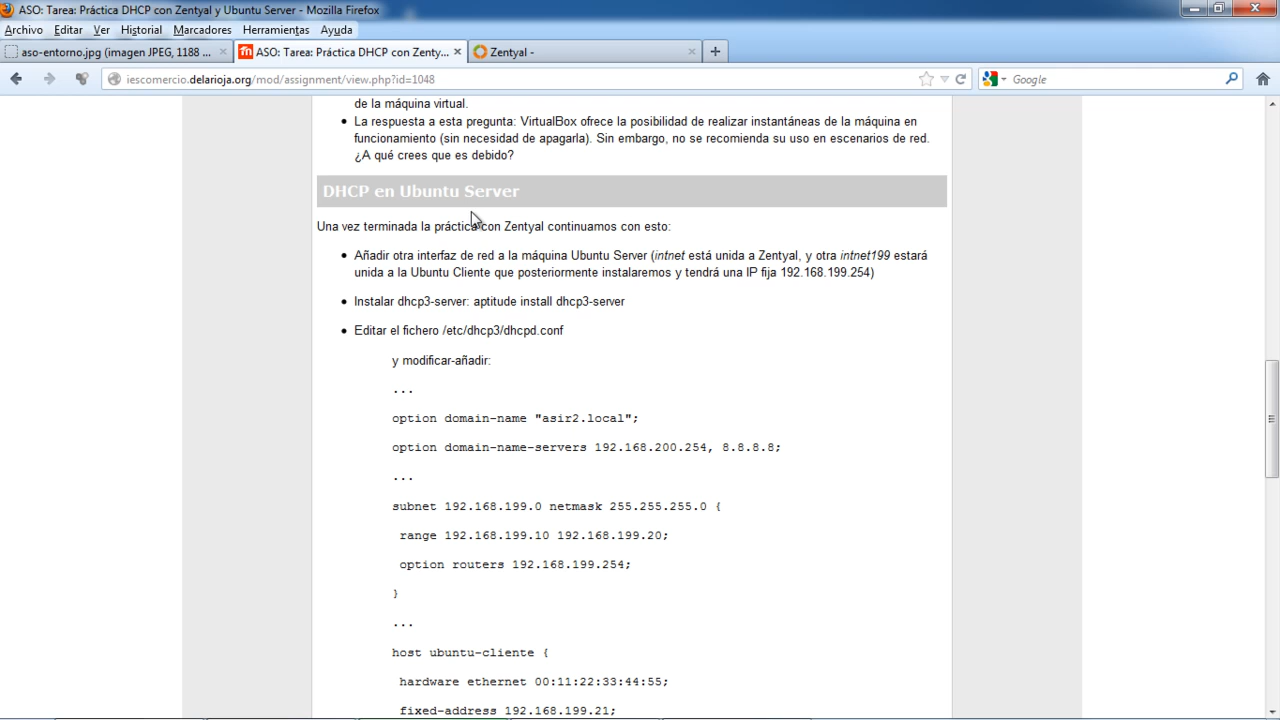 ASO: Tarea: Práctica DHCP con Zentyal y Ubuntu Server - Mozilla Firefox
Archivo Editar Ver Historial Marcadores Herramientas Ayuda
aso-entorno.jpg (imagen JPEG, 1188 ... ASO: Tarea: Práctica DHCP con Zenty... Zentyal -
iescomercio.delarioja.org/mod/assignment/view.php?id=1048 Google
de la máquina virtual.
La respuesta a esta pregunta: VirtualBox ofrece la posibilidad de realizar instantáneas de la máquina en
funcionamiento (sin necesidad de apagarla). Sin embargo, no se recomienda su uso en escenarios de red.
¿A qué crees que es debido?
DHCP en Ubuntu Server
Una vez terminada la práctica con Zentyal continuamos con esto:
Añadir otra interfaz de red a la máquina Ubuntu Server (intnet está unida a Zentyal, y otra intnet199 estará
unida a la Ubuntu Cliente que posteriormente instalaremos y tendrá una IP fija 192.168.199.254)
Instalar dhcp3-server: aptitude install dhcp3-server
Editar el fichero /etc/dhcp3/dhcpd.conf
y modificar-añadir:
...
option domain-name "asir2.local";
option domain-name-servers 192.168.200.254, 8.8.8.8;
...
subnet 192.168.199.0 netmask 255.255.255.0 {
range 192.168.199.10 192.168.199.20;
option routers 192.168.199.254;
}
...
host ubuntu-cliente {
hardware ethernet 00:11:22:33:44:55;
fixed-address 192.168.199.21;